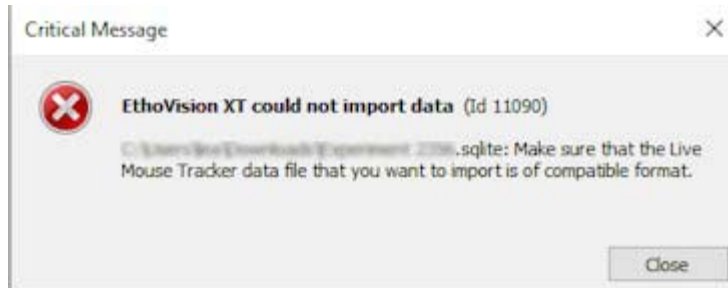 Critical Message
EthoVision XT could not import data (Id 11090)
.sqlite: Make sure that the Live
Mouse Tracker data file that you want to import is of compatible format.
Close